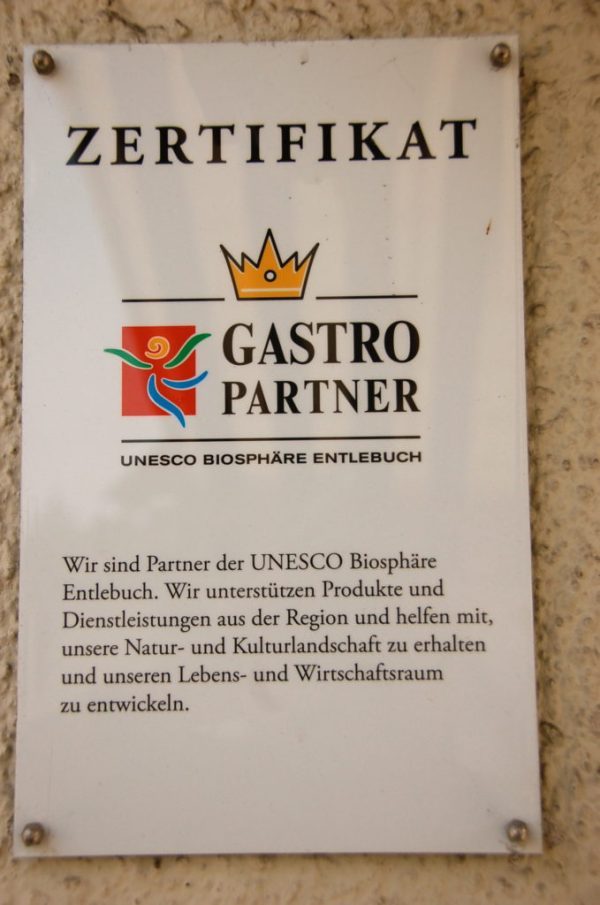 ZERTIFIKAT
GASTRO
PARTNER
UNESCO BIOSPHÄRE ENTLEBUCH
Wir sind Partner der UNESCO Biosphäre
Entlebuch. Wir unterstützen Produkte und
Dienstleistungen aus der Region und helfen mit,
unsere Natur- und Kulturlandschaft zu erhalten
und unseren Lebens- und Wirtschaftsraum
zu entwickeln.